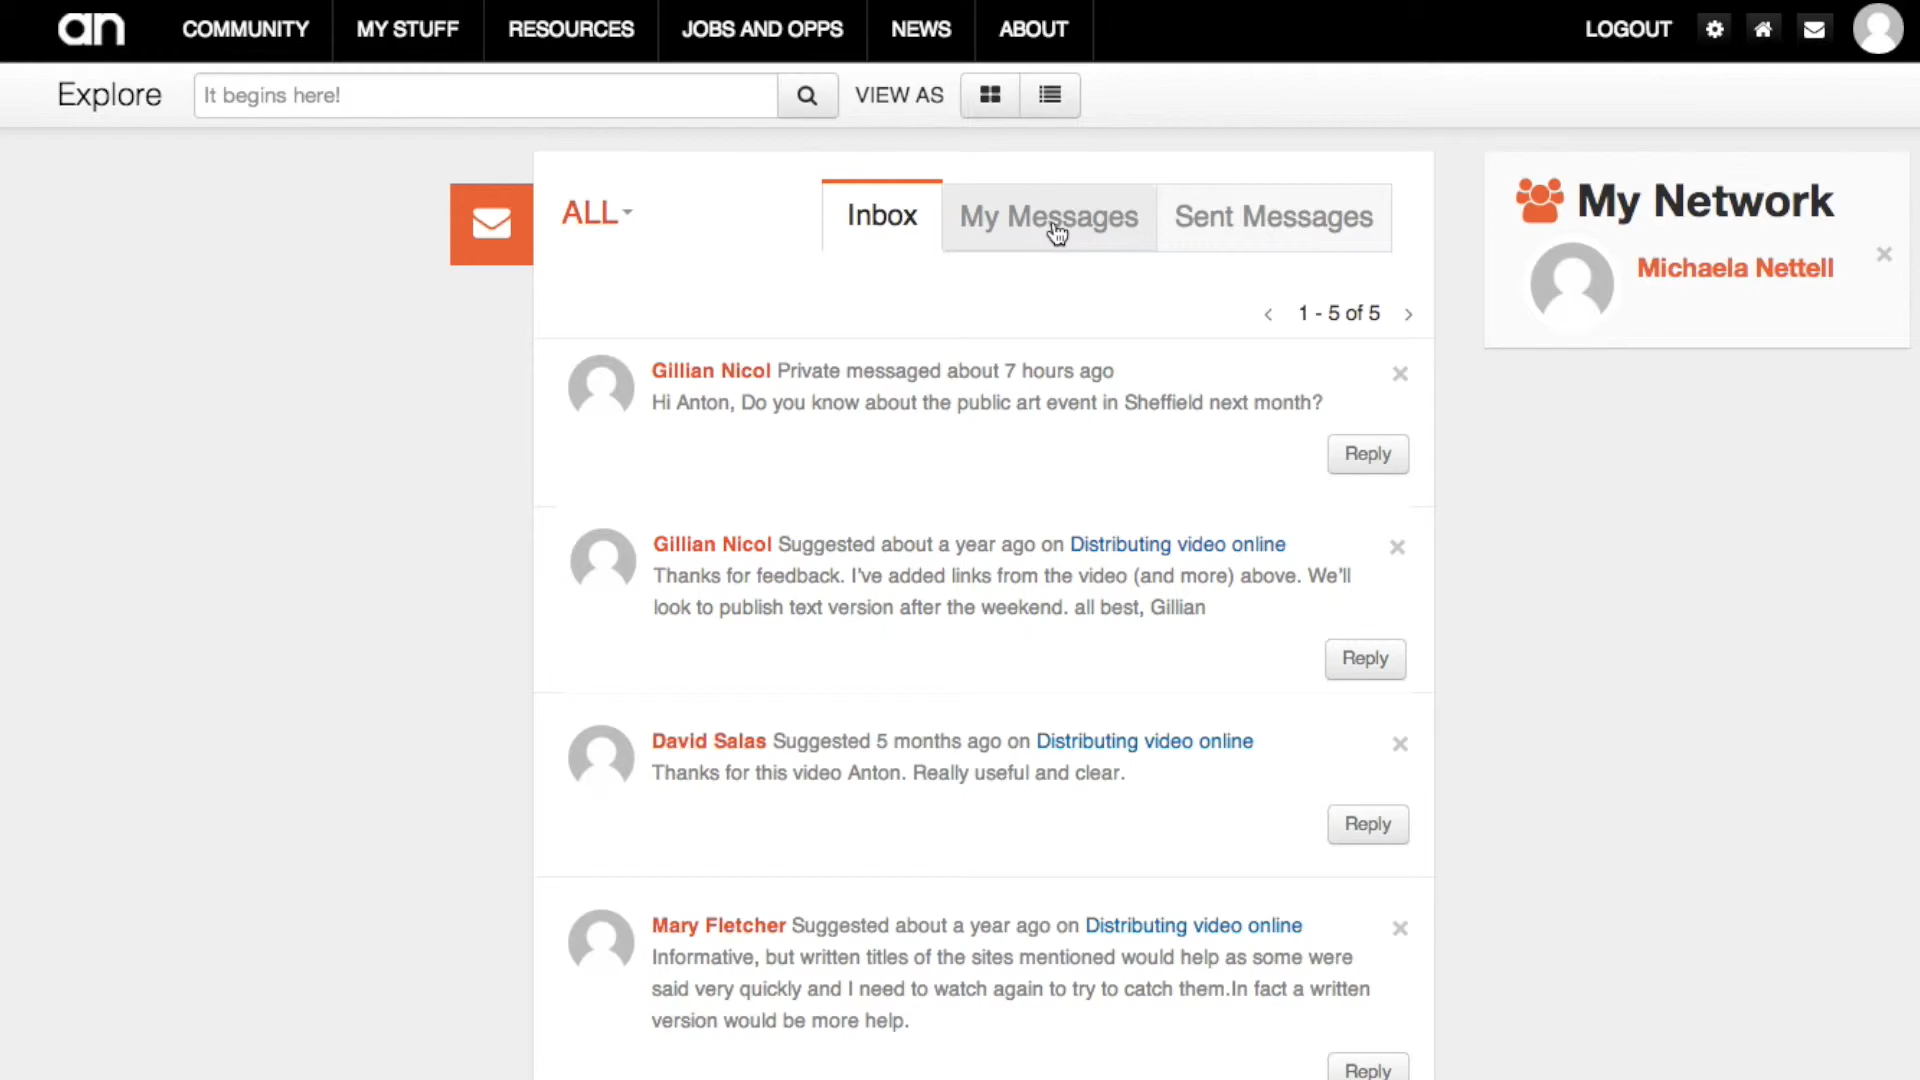 an COMMUNITY MY STUFF RESOURCES JOBS AND OPPS NEWS ABOUT LOGOUT
Explore It begins here! VIEW AS
ALL Inbox My Messages Sent Messages
My Network
Michaela Nettell
1 - 5 of 5
Gillian Nicol Private messaged about 7 hours ago
Hi Anton, Do you know about the public art event in Sheffield next month?
Reply
Gillian Nicol Suggested about a year ago on Distributing video online
Thanks for feedback. I've added links from the video (and more) above. We'll
look to publish text version after the weekend. all best, Gillian
Reply
David Salas Suggested 5 months ago on Distributing video online
Thanks for this video Anton. Really useful and clear.
Reply
Mary Fletcher Suggested about a year ago on Distributing video online
Informative, but written titles of the sites mentioned would help as some were
said very quickly and I need to watch again to try to catch them.In fact a written
version would be more help.
Reply